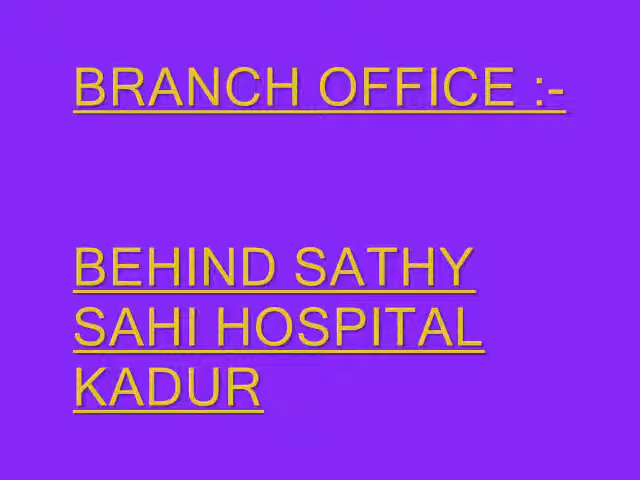 BRANCH OFFICE :-
BEHIND SATHY
SAHI HOSPITAL
KADUR